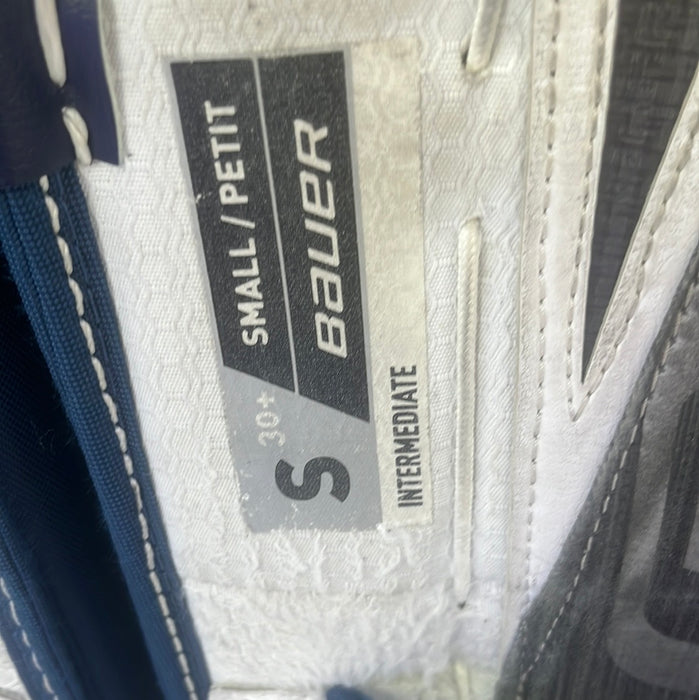 S 30+ SMALL / PETIT
BAUER
INTERMEDIATE